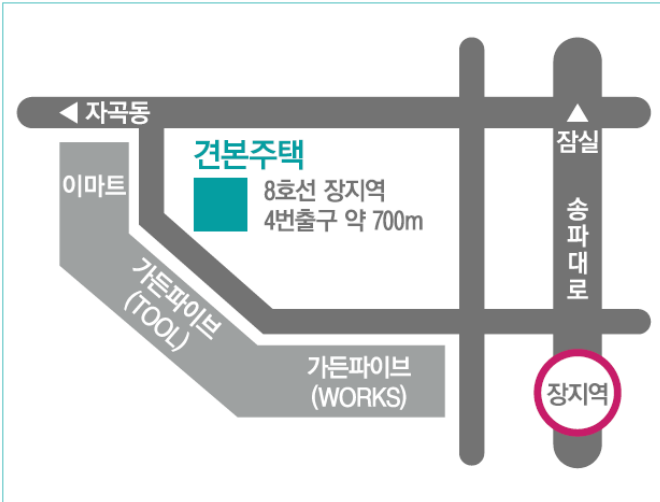 ◀ 자곡동
▲
잠실
견본주택
8호선 장지역
4번출구 약 700m
이마트
송파대로
가든파이브
(TOOL)
가든파이브
(WORKS)
장지역